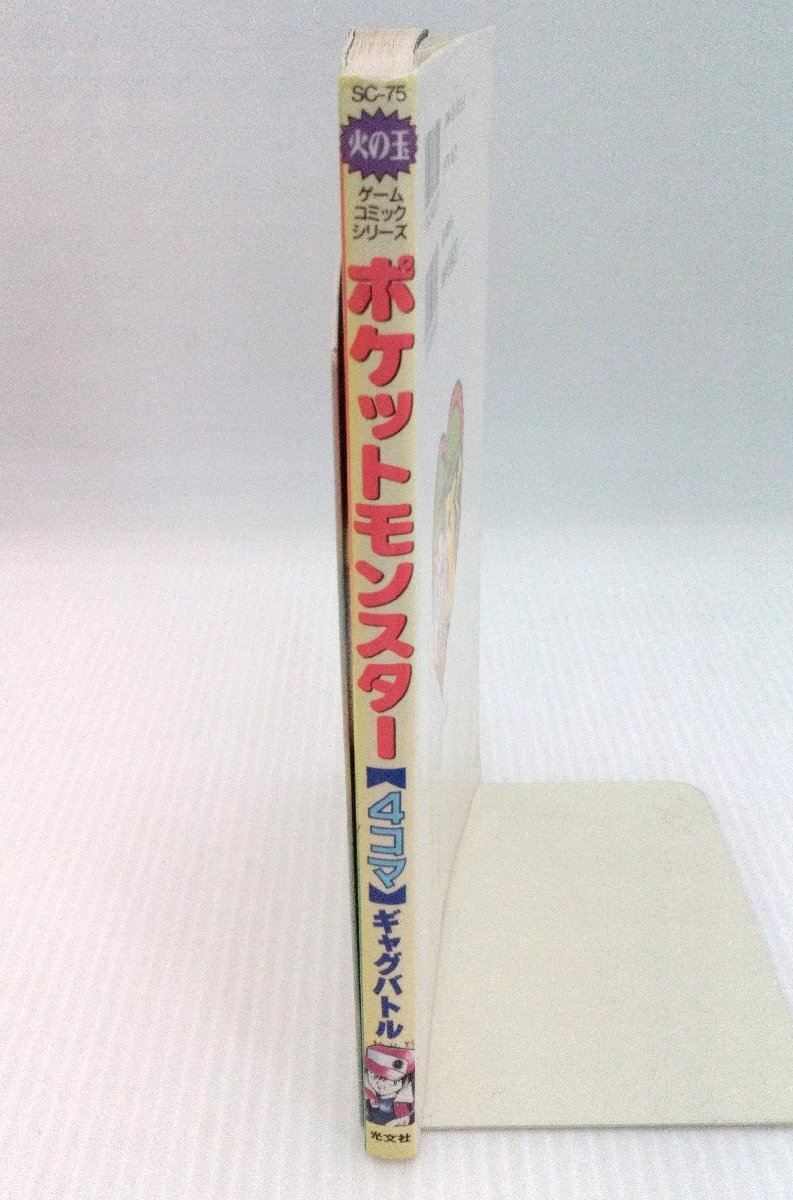 SC-75
火の玉
ゲーム
コミック
シリーズ
ポケットモンスター
【4コマ】
ギャグバトル
光文社